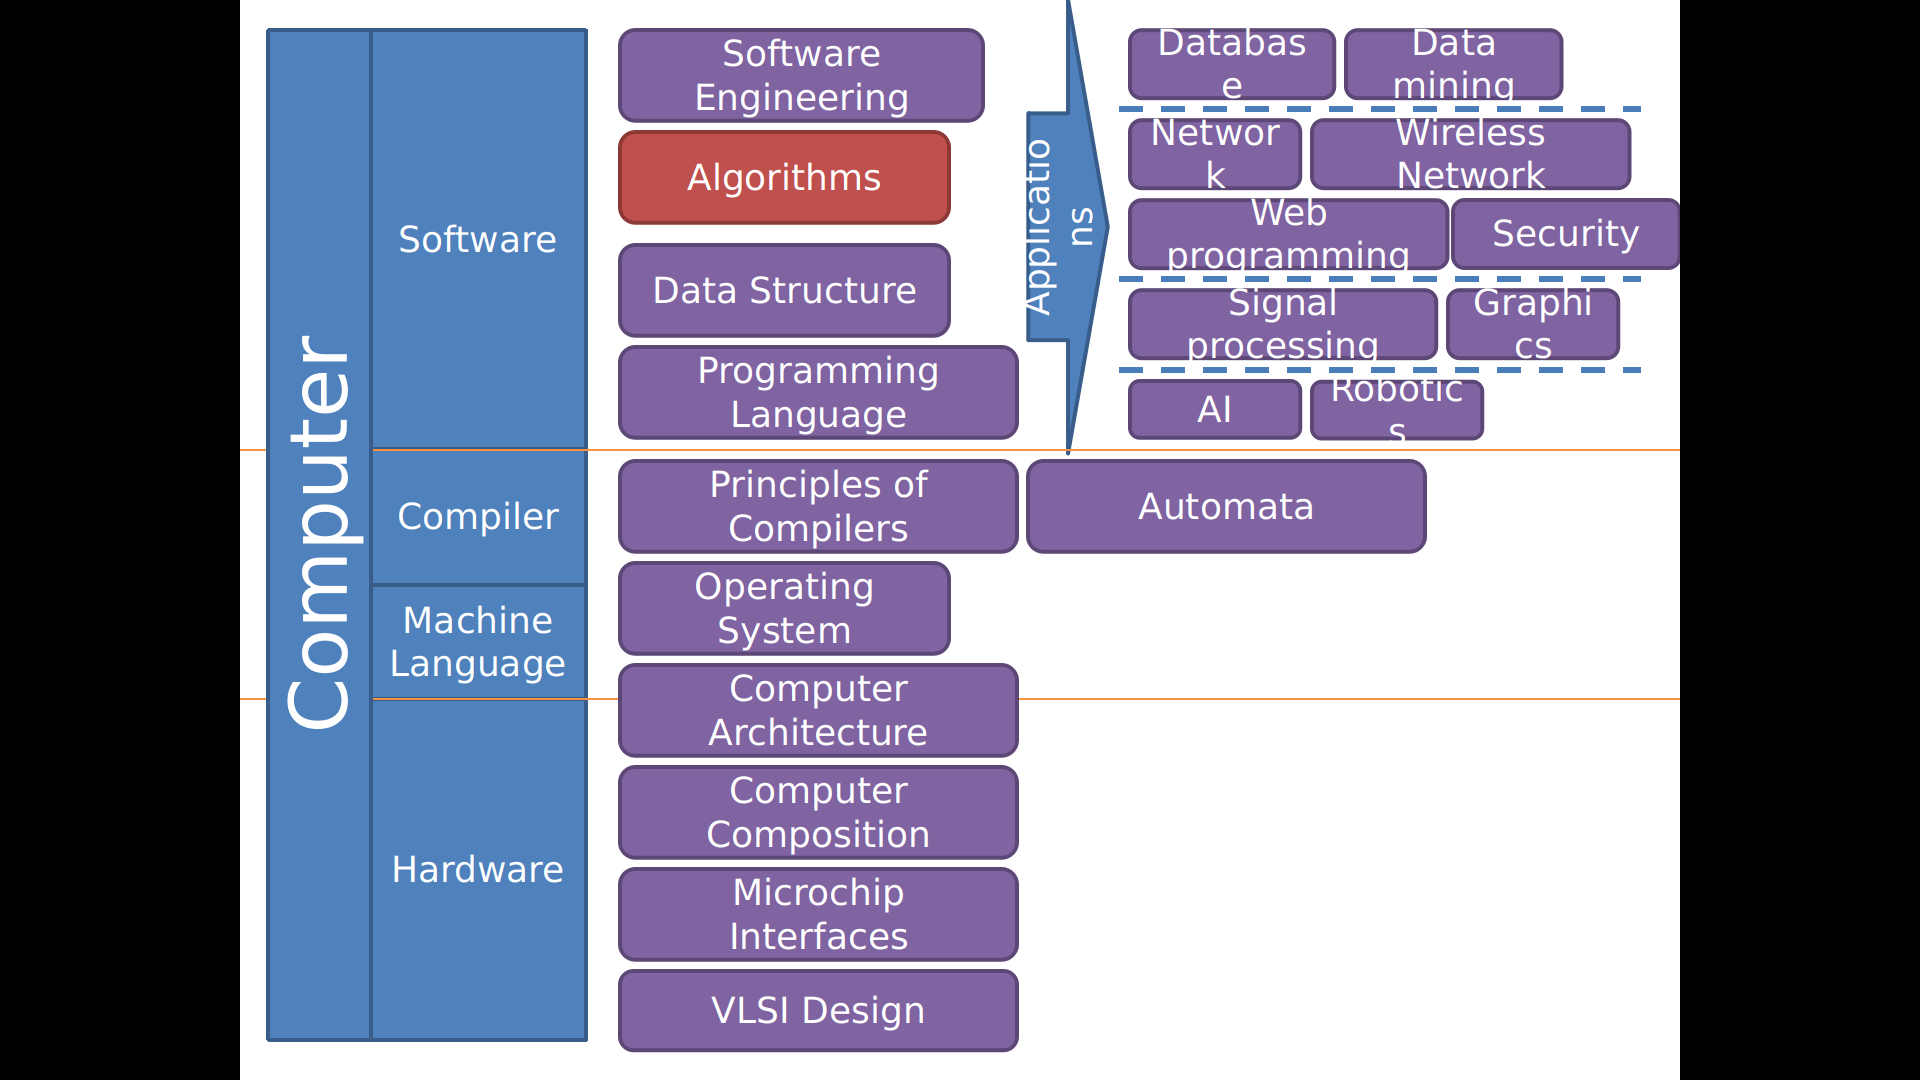 Computer
Software
Compiler
Machine
Language
Hardware
Software
Engineering
Algorithms
Data Structure
Programming
Language
Principles of
Compilers
Automata
Operating
System
Computer
Architecture
Computer
Composition
Microchip
Interfaces
VLSI Design
Applicatio
ns
Databas
e
Data
mining
Networ
k
Wireless
Network
Web
programming
Security
Signal
processing
Graphi
cs
AI
Robotic
s